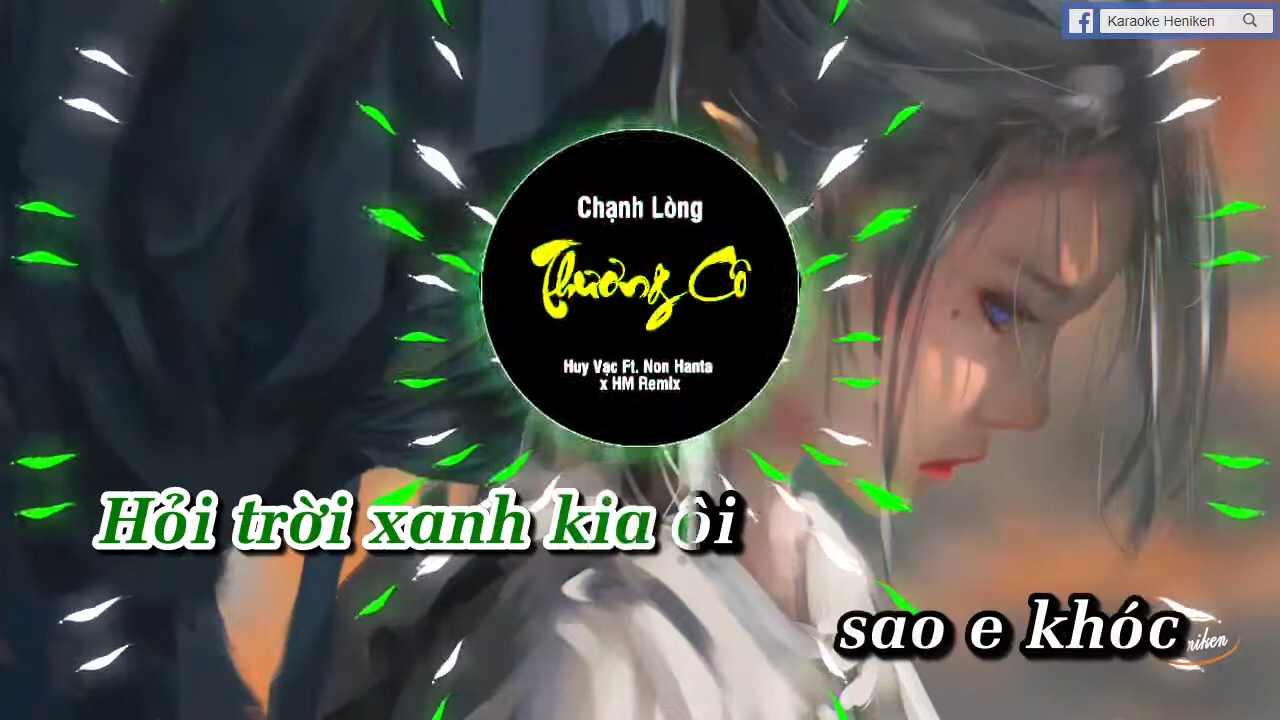 Karaoke Heniken
Chạnh Lòng
Thương Cô
Huy Vạc Ft. Non Hanta
x HM Remix
Hỏi trời xanh kia ôi
sao e khóc